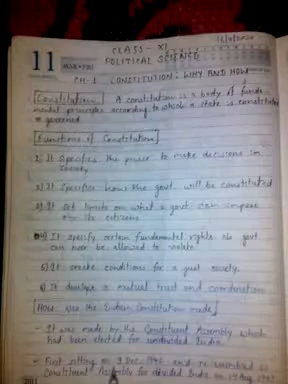 CLASS - XI
11 MAR • FRI POLITICAL SCIENCE
CH-1 CONSTITUTION: WHY AND HOW
Constitution A constitution is a body of funda-
mental principles according to which a state is constituted
or governed
Functions of Constitution
1) It Specifies the power to make decisions in
society
2) It Specifies how the govt will be constituted
3) It set limits on what a govt can impose
on its citizens
4) It specify certain fundamental rights. No govt
can ever be allowed to violate
5) It create conditions for a just society.
6) It develops a mutual trust and coordination
How was the Indian Constitution made
- It was made by the Constituent Assembly which
had been elected for undivided India.
- First sitting on 9 Dec 1946 and re assembled as
Constituent Assembly for divided India on 14 Aug